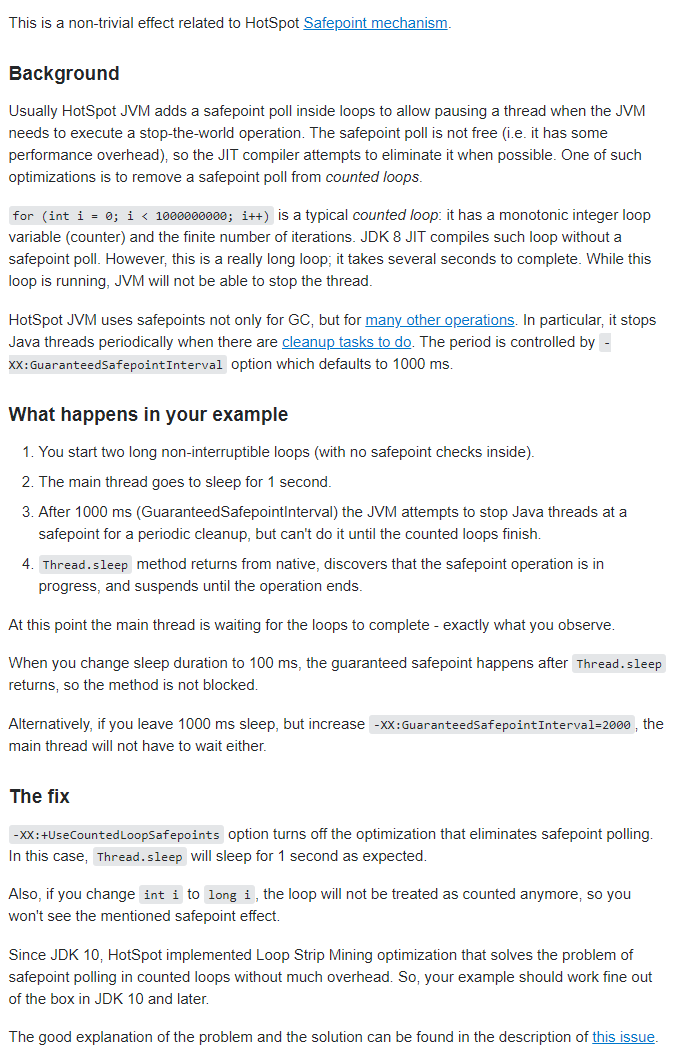 This is a non-trivial effect related to HotSpot Safepoint mechanism.
Background
Usually HotSpot JVM adds a safepoint poll inside loops to allow pausing a thread when the JVM
needs to execute a stop-the-world operation. The safepoint poll is not free (i.e. it has some
performance overhead), so the JIT compiler attempts to eliminate it when possible. One of such
optimizations is to remove a safepoint poll from counted loops.
for (int i = 0; i < 1000000000; i++) is a typical counted loop: it has a monotonic integer loop
variable (counter) and the finite number of iterations. JDK 8 JIT compiles such loop without a
safepoint poll. However, this is a really long loop; it takes several seconds to complete. While this
loop is running, JVM will not be able to stop the thread.
HotSpot JVM uses safepoints not only for GC, but for many other operations. In particular, it stops
Java threads periodically when there are cleanup tasks to do. The period is controlled by -
XX:GuaranteedSafepointInterval option which defaults to 1000 ms.
What happens in your example
1. You start two long non-interruptible loops (with no safepoint checks inside).
2. The main thread goes to sleep for 1 second.
3. After 1000 ms (GuaranteedSafepointInterval) the JVM attempts to stop Java threads at a
safepoint for a periodic cleanup, but can't do it until the counted loops finish.
4. Thread.sleep method returns from native, discovers that the safepoint operation is in
progress, and suspends until the operation ends.
At this point the main thread is waiting for the loops to complete - exactly what you observe.
When you change sleep duration to 100 ms, the guaranteed safepoint happens after Thread.sleep
returns, so the method is not blocked.
Alternatively, if you leave 1000 ms sleep, but increase -XX:GuaranteedSafepointInterval=2000 , the
main thread will not have to wait either.
The fix
-XX:+UseCountedLoopSafepoints option turns off the optimization that eliminates safepoint polling.
In this case, Thread.sleep will sleep for 1 second as expected.
Also, if you change int i to long i , the loop will not be treated as counted anymore, so you
won't see the mentioned safepoint effect.
Since JDK 10, HotSpot implemented Loop Strip Mining optimization that solves the problem of
safepoint polling in counted loops without much overhead. So, your example should work fine out
of the box in JDK 10 and later.
The good explanation of the problem and the solution can be found in the description of this issue.